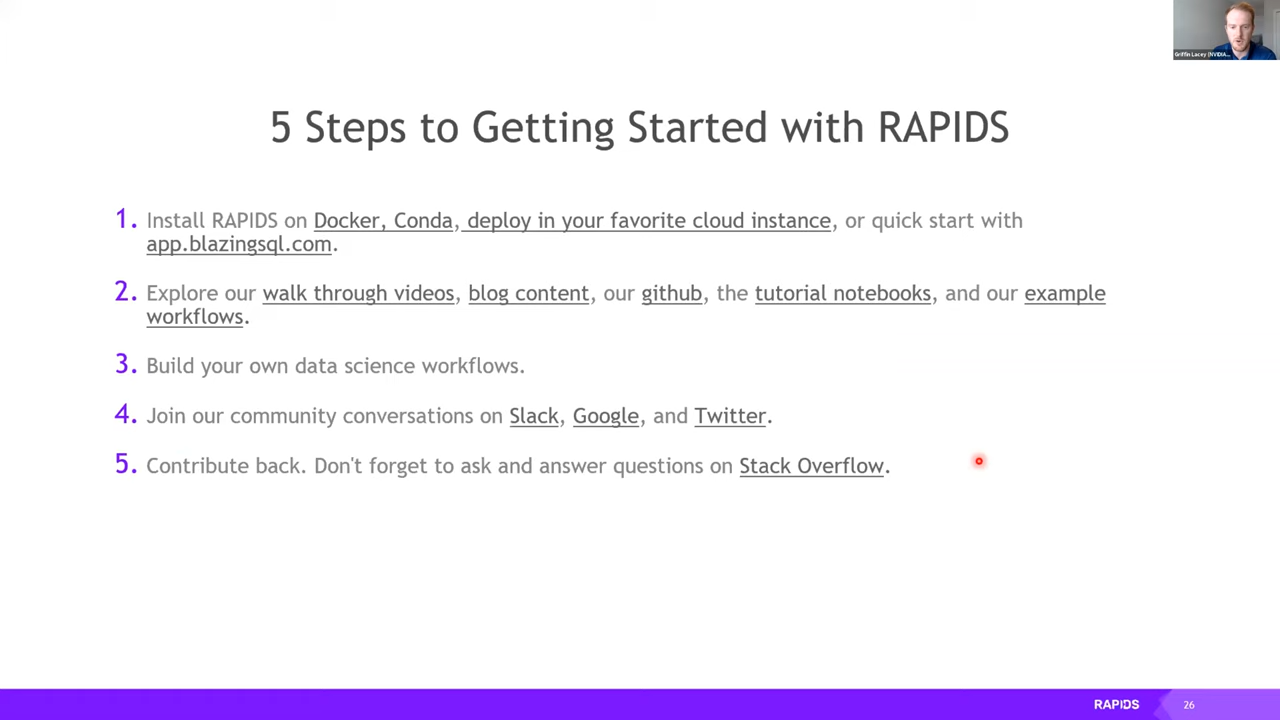 Griffin Lacey (NVIDIA...
5 Steps to Getting Started with RAPIDS
1. Install RAPIDS on Docker, Conda, deploy in your favorite cloud instance, or quick start with
app.blazingsql.com.
2. Explore our walk through videos, blog content, our github, the tutorial notebooks, and our example
workflows.
3. Build your own data science workflows.
4. Join our community conversations on Slack, Google, and Twitter.
5. Contribute back. Don't forget to ask and answer questions on Stack Overflow.
RAPIDS 26